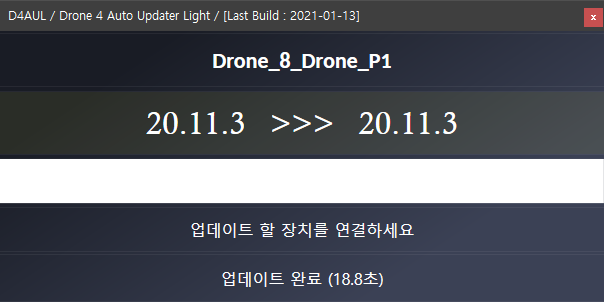 D4AUL / Drone 4 Auto Updater Light / [Last Build : 2021-01-13]
x
Drone_8_Drone_P1
20.11.3 >>> 20.11.3
업데이트 할 장치를 연결하세요
업데이트 완료 (18.8초)